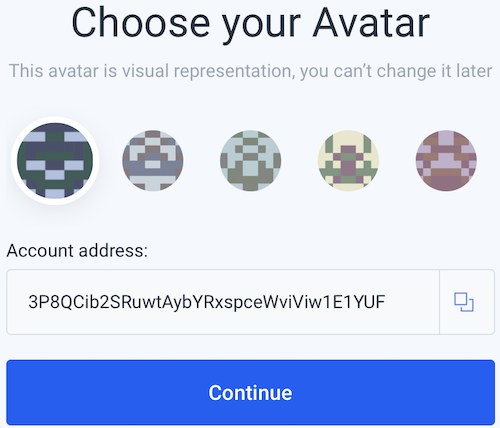 Choose your Avatar
This avatar is visual representation, you can't change it later
Account address:
3P8QCib2SRuwtAybYRxspceWviViw1E1YUF
Continue